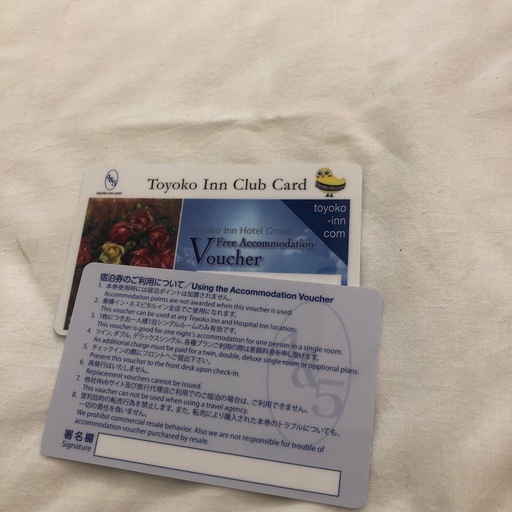 toyoko-inn.com
Toyoko Inn Club Card
toyoko
-inn
com
Toyoko Inn Hotel Group
Free Accommodation
Voucher
宿泊券のご利用について/Using the Accommodation Voucher
1. 本券使用時には宿泊ポイントは加算されません。
Accommodation points are not awarded when this voucher is used.
2. 東横イン・ホスピタルイン全店でご使用になれます。
This voucher can be used at any Toyoko Inn and Hospital Inn location.
3. 1枚につきお一人様1泊シングルルームのみ有効です。
This voucher is good for one night's accommodation for one person in a single room.
4. ツイン、ダブル、デラックスシングル、各種プランご利用の際は差額料金を申し受けます。
An additional charge must be paid for a twin, double, deluxe single room or opptional plans.
5. チェックインの際にフロントへご提出下さい。
Present this voucher to the front desk upon check-in.
6. 再発行はいたしません。
Replacement vouchers cannot be issued.
7. 他社Webサイト及び旅行代理店ご利用でのご宿泊の場合は、ご利用できません。
This vaucher can not be used when using a travel agency.
8. 営利目的の転売行為を禁止します。また、転売により購入された本券のトラブルについても、
一切の責任を負いません。
We prohibit commercial resale behavior. Also we are not responsible for trouble of
accommodation voucher purchased by resale.
署名欄
Signature